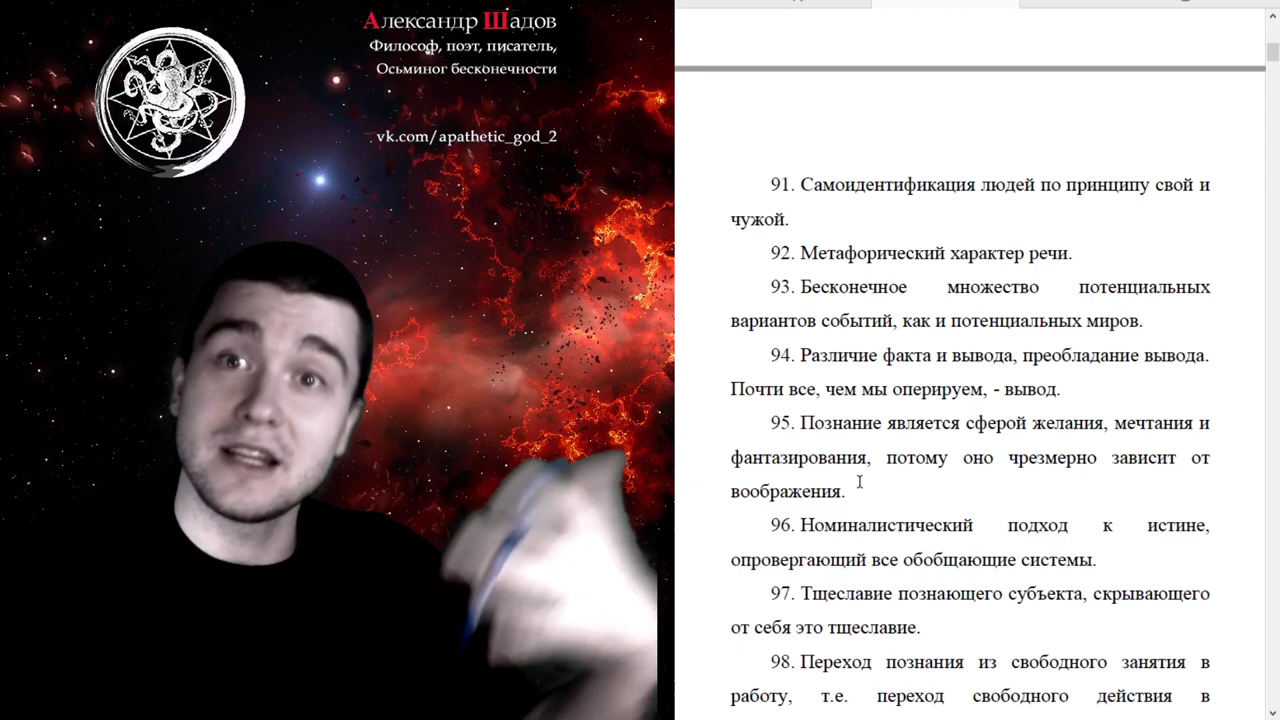 Александр Шадов
Философ, поэт, писатель,
Осьминог бесконечности
vk.com/apathetic_god_2
91. Самоидентификация людей по принципу свой и
чужой.
92. Метафорический характер речи.
93. Бесконечное множество потенциальных
вариантов событий, как и потенциальных миров.
94. Различие факта и вывода, преобладание вывода.
Почти все, чем мы оперируем, - вывод.
95. Познание является сферой желания, мечтания и
фантазирования, потому оно чрезмерно зависит от
воображения.
96. Номиналистический подход к истине,
опровергающий все обобщающие системы.
97. Тщеславие познающего субъекта, скрывающего
от себя это тщеславие.
98. Переход познания из свободного занятия в
работу, т.е. переход свободного действия в